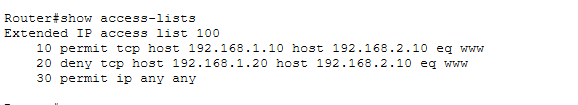 Router#show access-lists
Extended IP access list 100
    10 permit tcp host 192.168.1.10 host 192.168.2.10 eq www
    20 deny tcp host 192.168.1.20 host 192.168.2.10 eq www
    30 permit ip any any